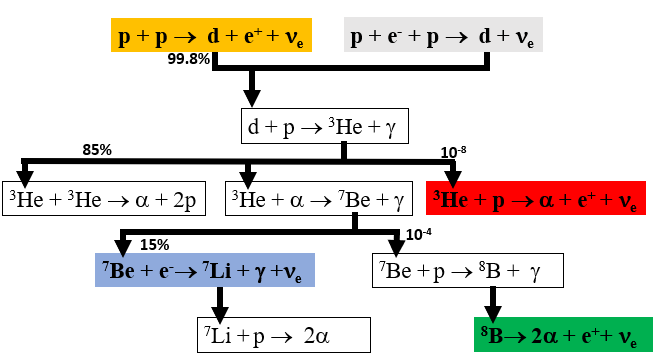 p + p → d + e⁺ + νₑ
p + e⁻ + p → d + νₑ
99.8%
d + p → ³He + γ
85%
10⁻⁸
³He + ³He → α + 2p
³He + α → ⁷Be + γ
³He + p → α + e⁺ + νₑ
15%
10⁻⁴
⁷Be + e⁻→ ⁷Li + γ +νₑ
⁷Be + p → ⁸B + γ
⁷Li + p → 2α
⁸B→ 2α + e⁺+ νₑ